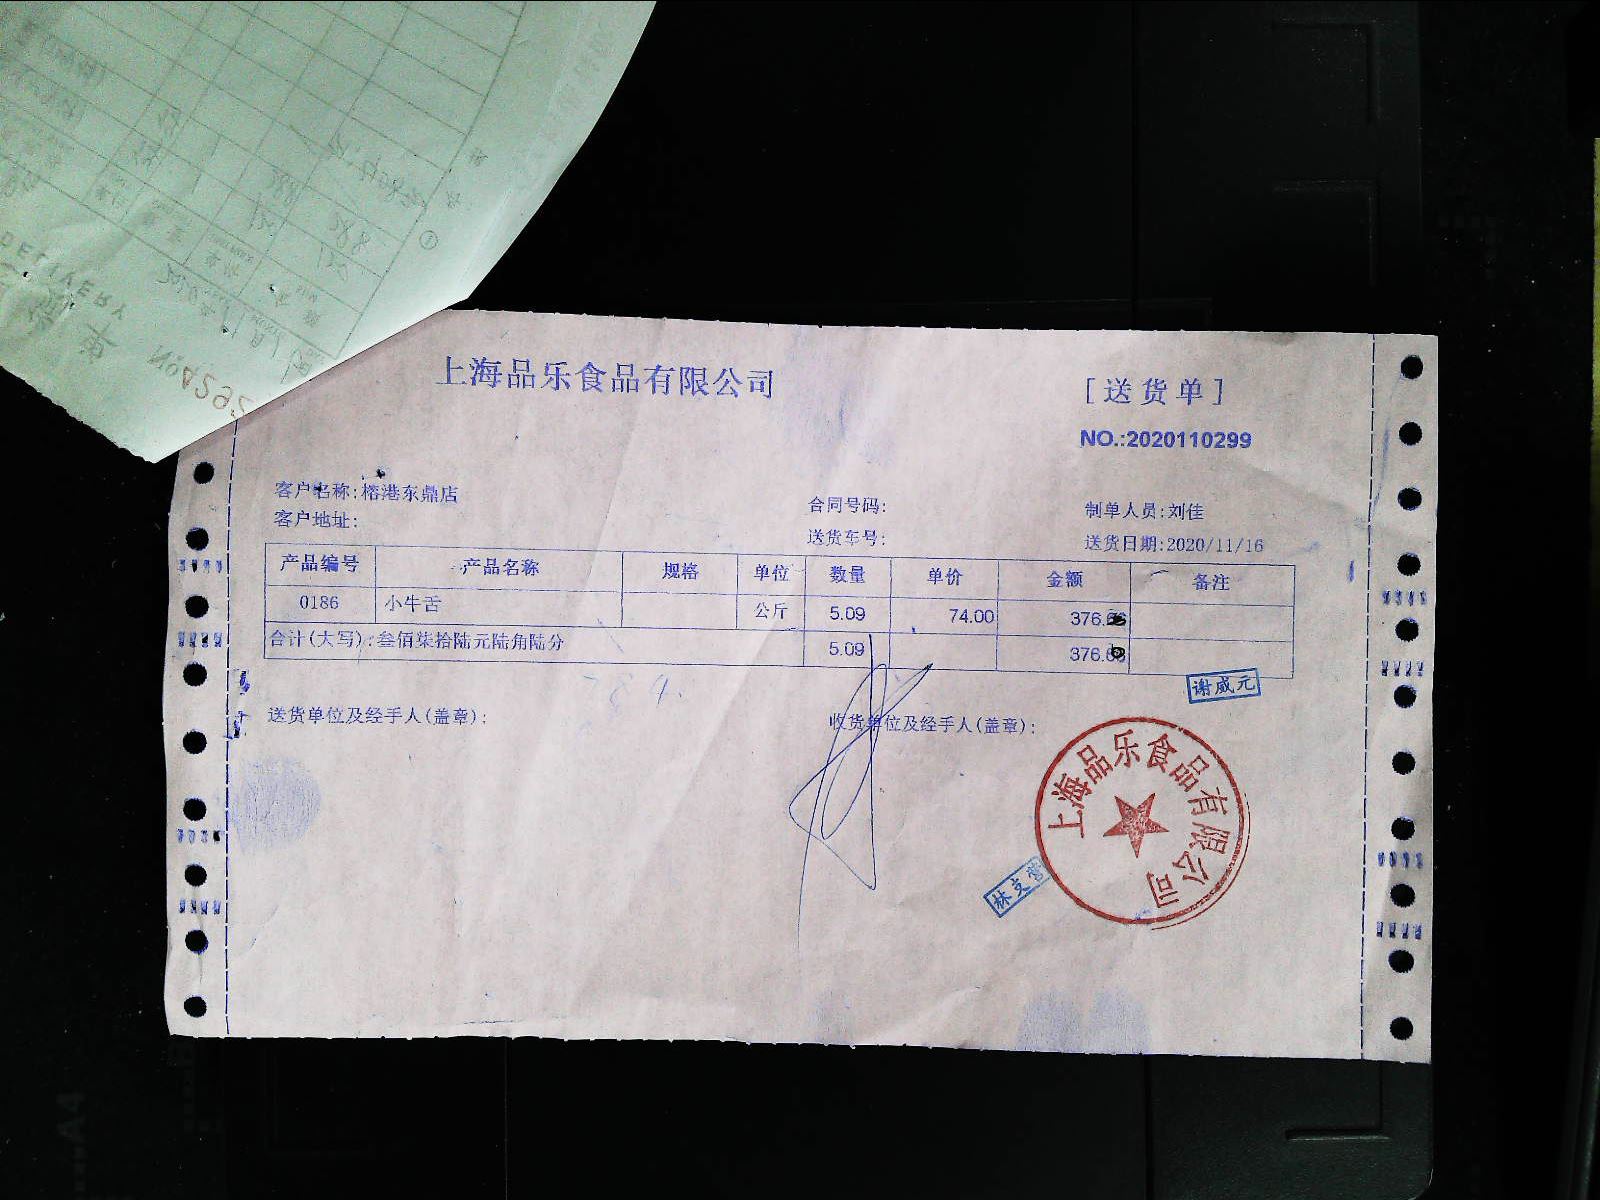 上海品乐食品有限公司
[送货单]
NO.:2020110299
客户名称:榕港东鼎店
合同号码:
制单人员:刘佳
客户地址:
送货车号:
送货日期:2020/11/16
产品编号 产品名称 规格 单位 数量 单价 金额 备注
0186 小牛舌 公斤 5.09 74.00 376.66
合计(大写):叁佰柒拾陆元陆角陆分 5.09 376.66
谢威元
送货单位及经手人(盖章):
收货单位及经手人(盖章):
上海品乐食品有限公司
DELIVERY